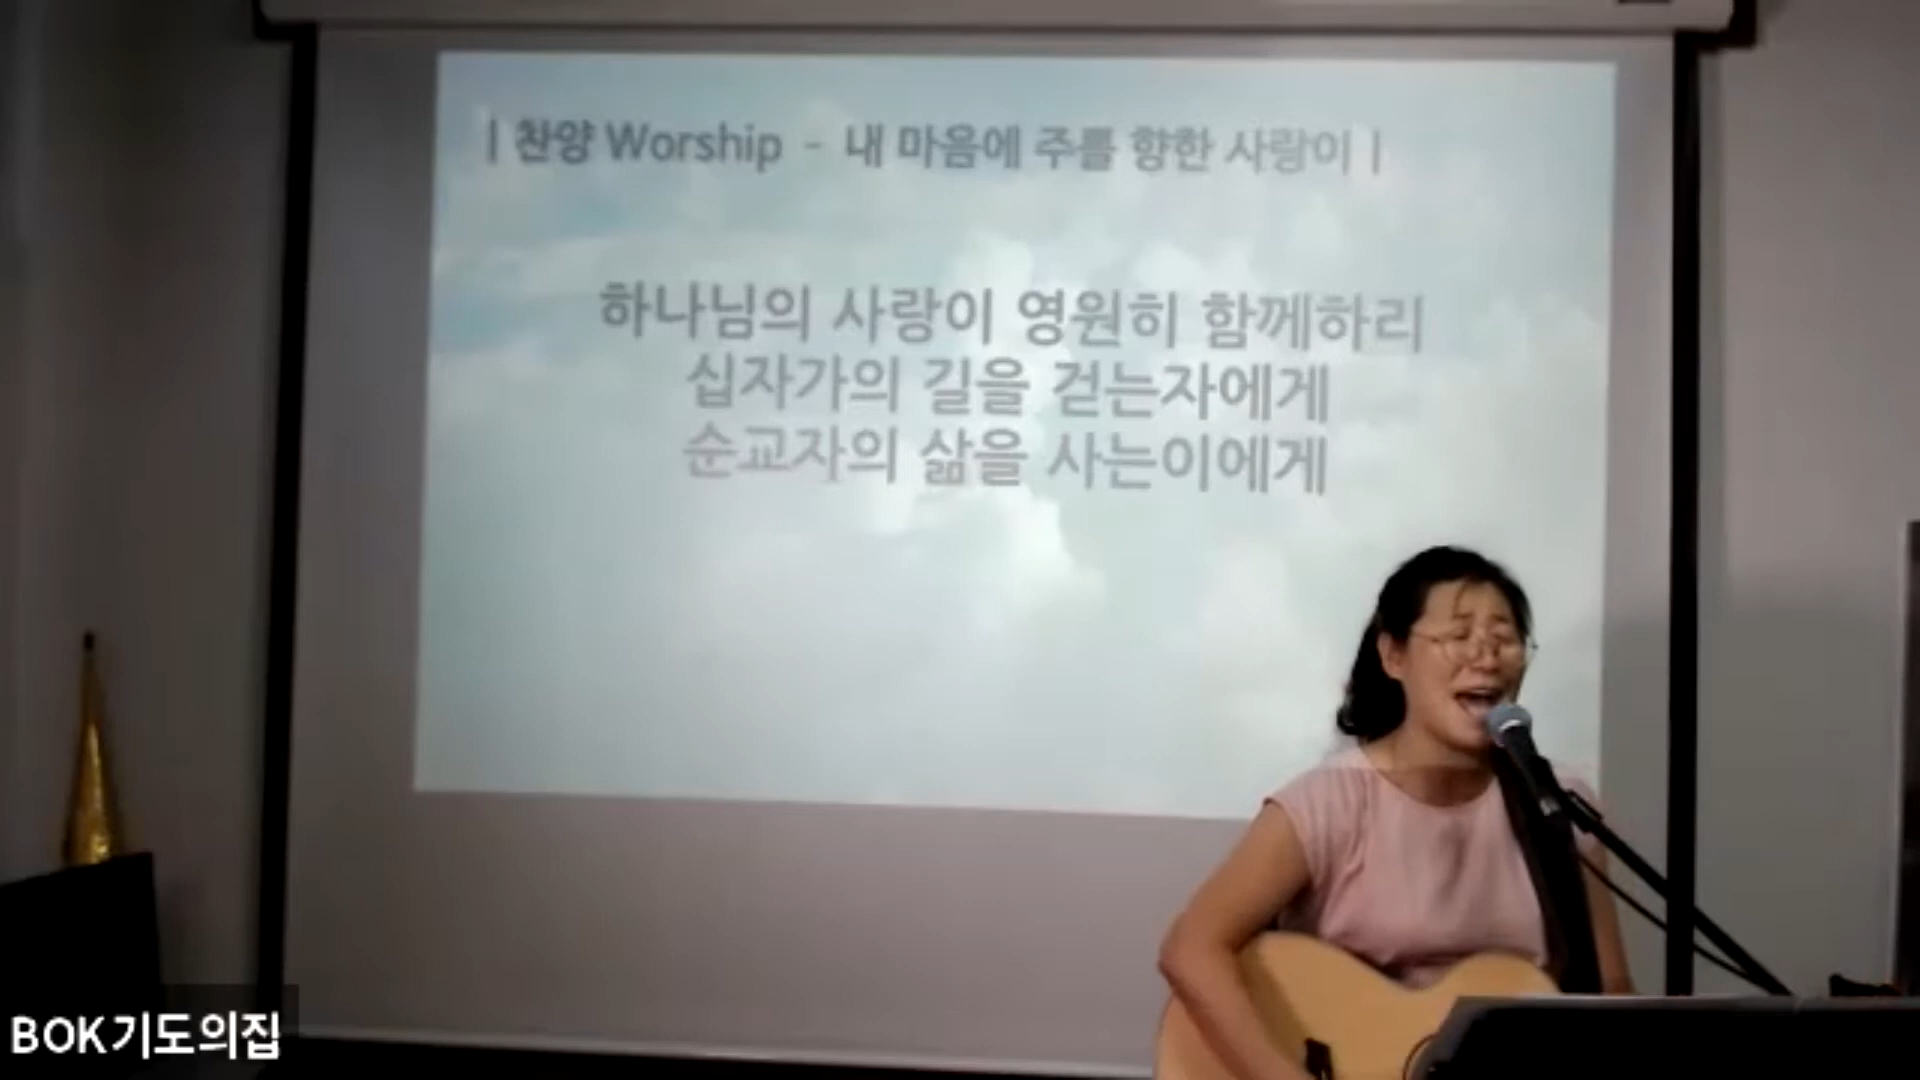 | 찬양 Worship - 내 마음에 주를 향한 사랑이 |
하나님의 사랑이 영원히 함께하리
십자가의 길을 걷는자에게
순교자의 삶을 사는이에게
BOK기도의집